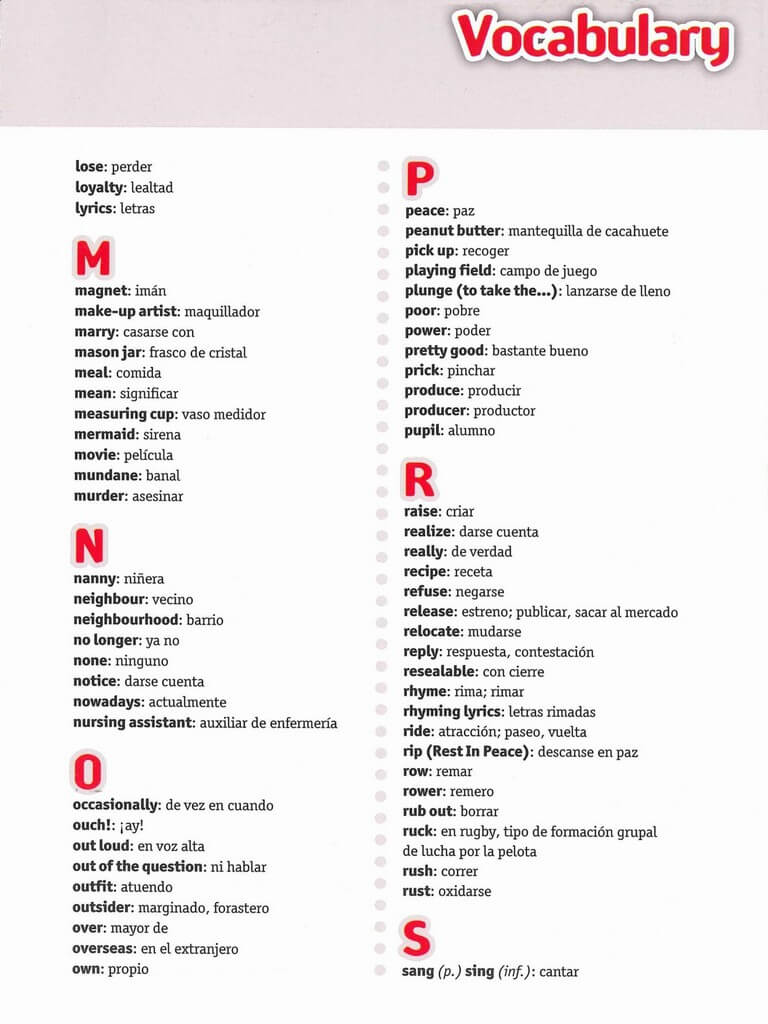 Vocabulary
lose: perder
loyalty: lealtad
lyrics: letras
M
magnet: imán
make-up artist: maquillador
marry: casarse con
mason jar: frasco de cristal
meal: comida
mean: significar
measuring cup: vaso medidor
mermaid: sirena
movie: película
mundane: banal
murder: asesinar
N
nanny: niñera
neighbour: vecino
neighbourhood: barrio
no longer: ya no
none: ninguno
notice: darse cuenta
nowadays: actualmente
nursing assistant: auxiliar de enfermería
O
occasionally: de vez en cuando
ouch!: ¡ay!
out loud: en voz alta
out of the question: ni hablar
outfit: atuendo
outsider: marginado, forastero
over: mayor de
overseas: en el extranjero
own: propio
P
peace: paz
peanut butter: mantequilla de cacahuete
pick up: recoger
playing field: campo de juego
plunge (to take the...): lanzarse de lleno
poor: pobre
power: poder
pretty good: bastante bueno
prick: pinchar
produce: producir
producer: productor
pupil: alumno
R
raise: criar
realize: darse cuenta
really: de verdad
recipe: receta
refuse: negarse
release: estreno; publicar, sacar al mercado
relocate: mudarse
reply: respuesta, contestación
resealable: con cierre
rhyme: rima; rimar
rhyming lyrics: letras rimadas
ride: atracción; paseo, vuelta
rip (Rest In Peace): descanse en paz
row: remar
rower: remero
rub out: borrar
ruck: en rugby, tipo de formación grupal
de lucha por la pelota
rush: correr
rust: oxidarse
S
sang (p.) sing (inf.): cantar